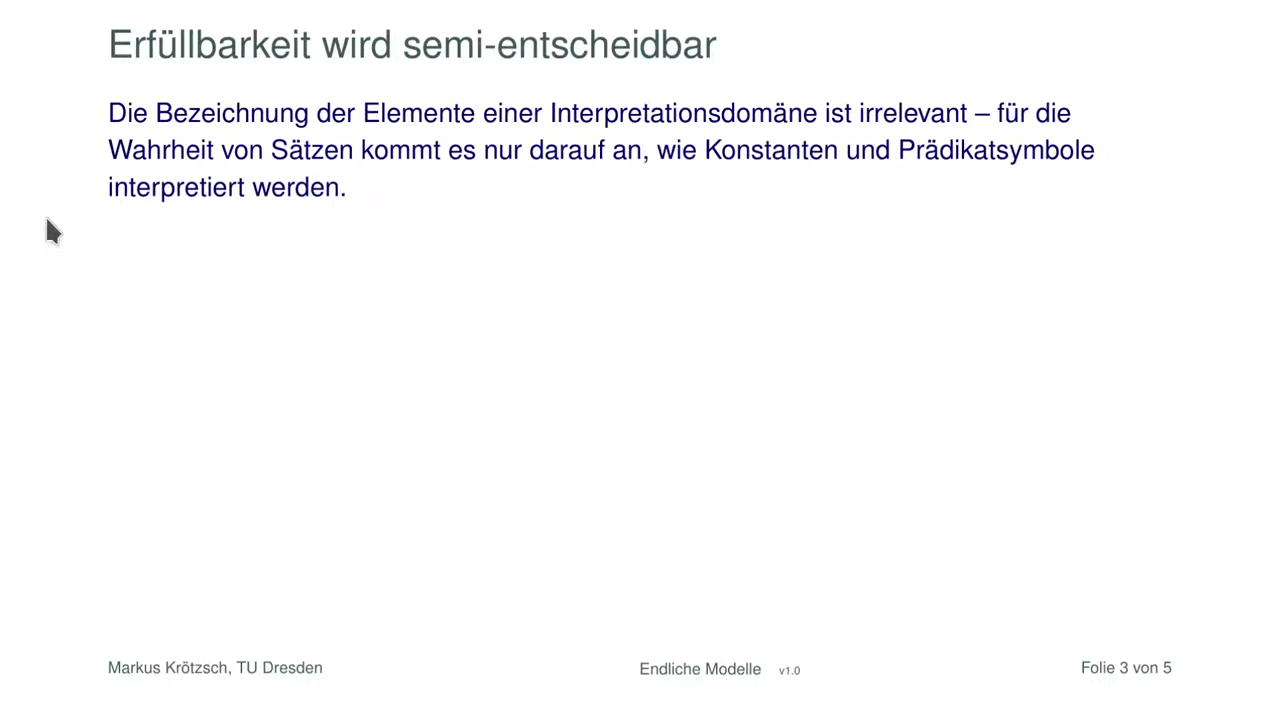 Erfüllbarkeit wird semi-entscheidbar
Die Bezeichnung der Elemente einer Interpretationsdomäne ist irrelevant – für die
Wahrheit von Sätzen kommt es nur darauf an, wie Konstanten und Prädikatsymbole
interpretiert werden.
Markus Krötzsch, TU Dresden
Endliche Modelle v1.0
Folie 3 von 5